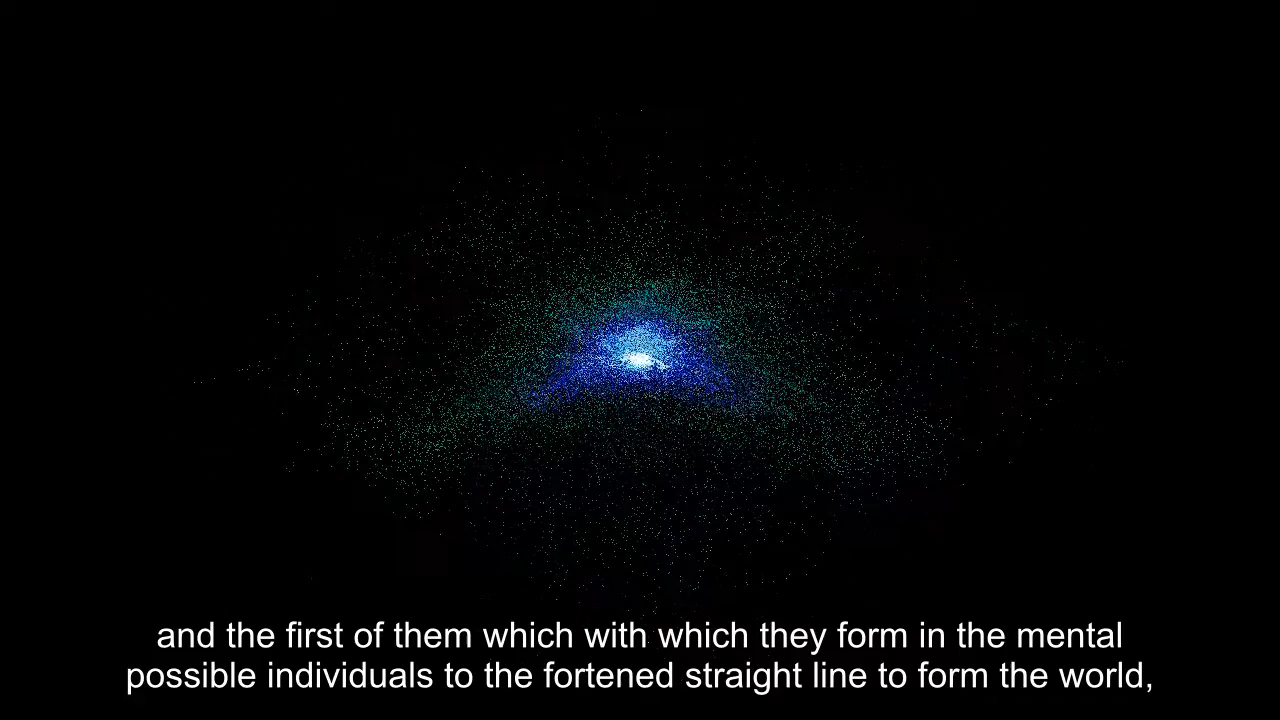 and the first of them which with which they form in the mental
possible individuals to the fortened straight line to form the world,